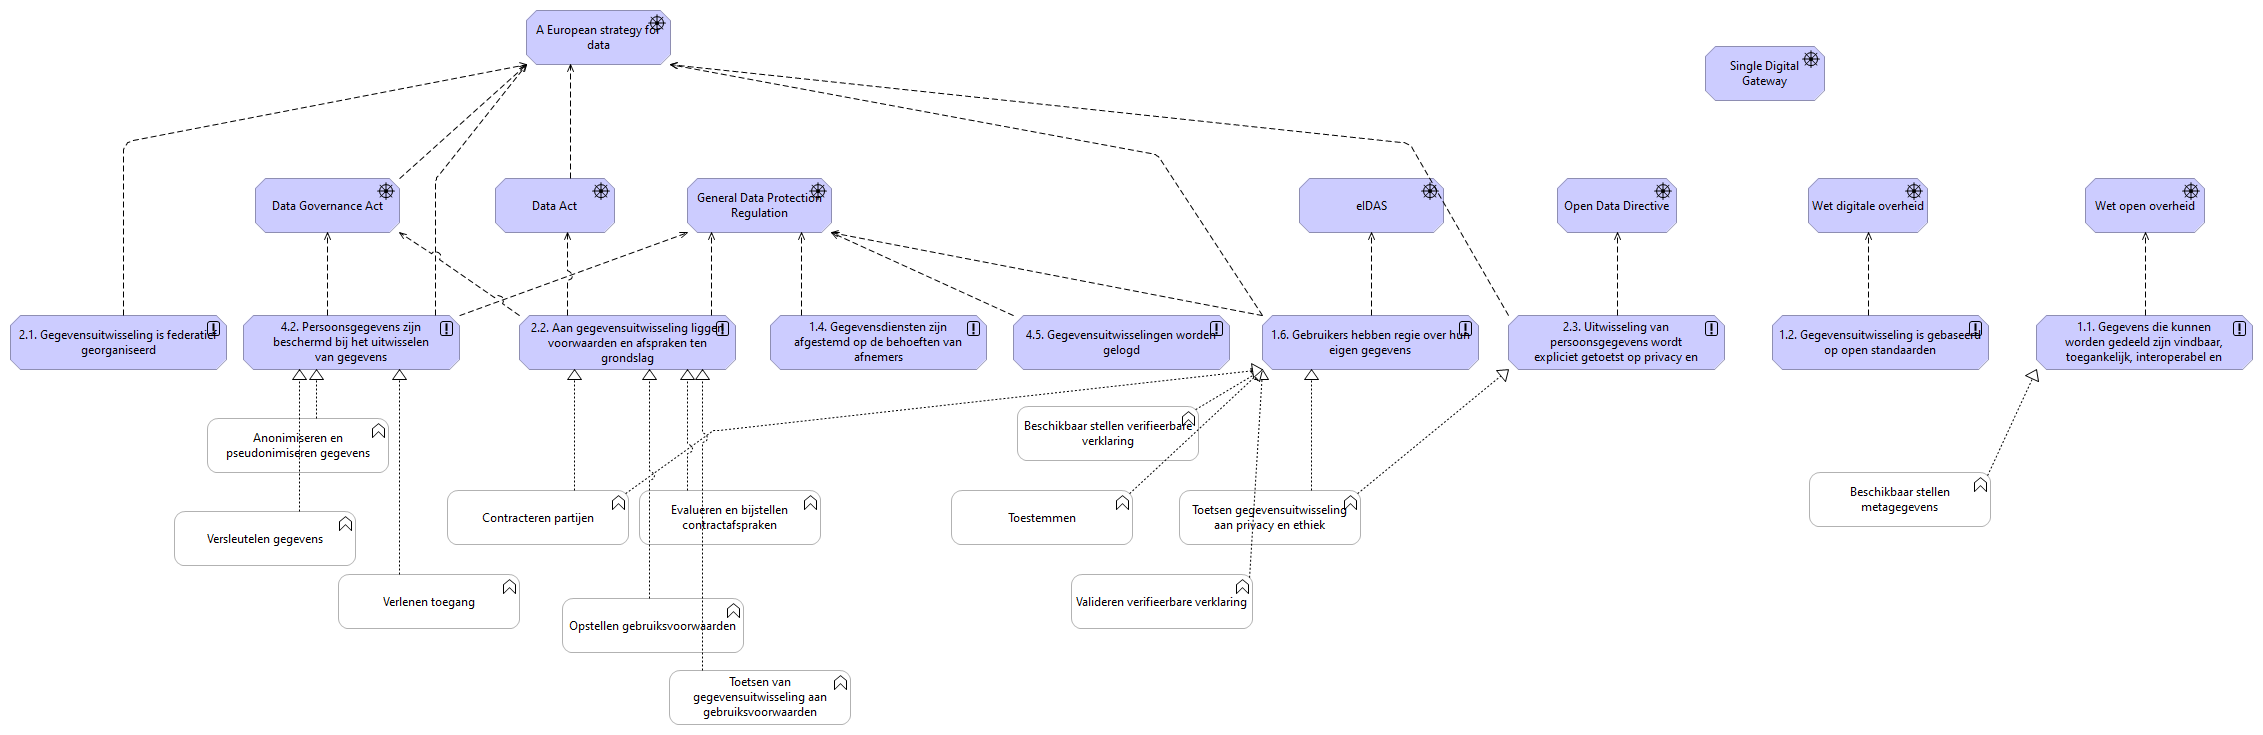 A European strategy for
data
Single Digital
Gateway
Data Governance Act
Data Act
General Data Protection
Regulation
eIDAS
Open Data Directive
Wet digitale overheid
Wet open overheid
2.1. Gegevensuitwisseling is federatief
georganiseerd
4.2. Persoonsgegevens zijn
beschermd bij het uitwisselen
van gegevens
2.2. Aan gegevensuitwisseling liggen
voorwaarden en afspraken ten
grondslag
1.4. Gegevensdiensten zijn
afgestemd op de behoeften van
afnemers
4.5. Gegevensuitwisselingen worden
gelogd
1.6. Gebruikers hebben regie over hun
eigen gegevens
2.3. Uitwisseling van
persoonsgegevens wordt
expliciet getoetst op privacy en
1.2. Gegevensuitwisseling is gebaseerd
op open standaarden
1.1. Gegevens die kunnen
worden gedeeld zijn vindbaar,
toegankelijk, interoperabel en
Anonimiseren en
pseudonimiseren gegevens
Beschikbaar stellen verifieerbare
verklaring
Versleutelen gegevens
Contracteren partijen
Evalueren en bijstellen
contractafspraken
Toestemmen
Toetsen gegevensuitwisseling
aan privacy en ethiek
Beschikbaar stellen
metagegevens
Verlenen toegang
Opstellen gebruiksvoorwaarden
Valideren verifieerbare verklaring
Toetsen van
gegevensuitwisseling aan
gebruiksvoorwaarden